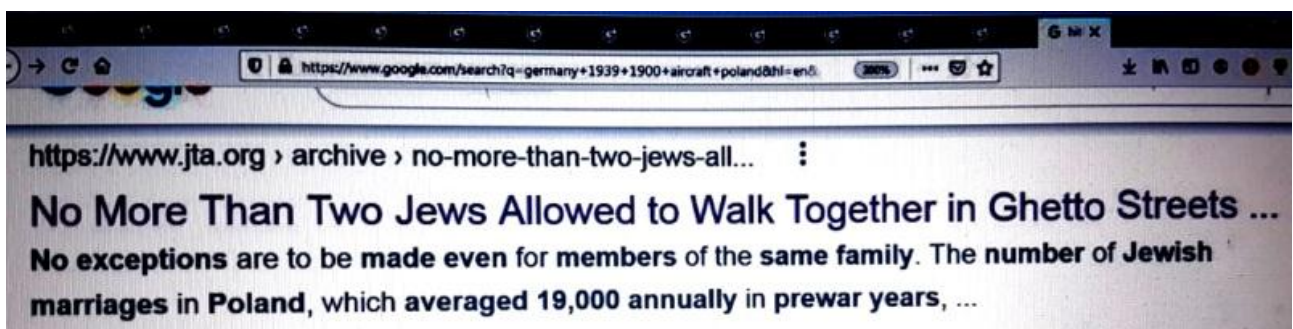 https://www.google.com/search?q=germany+1939+1900+aircraft+poland&hl=en&
300%
https://www.jta.org › archive › no-more-than-two-jews-all...
No More Than Two Jews Allowed to Walk Together in Ghetto Streets ...
No exceptions are to be made even for members of the same family. The number of Jewish
marriages in Poland, which averaged 19,000 annually in prewar years, ...